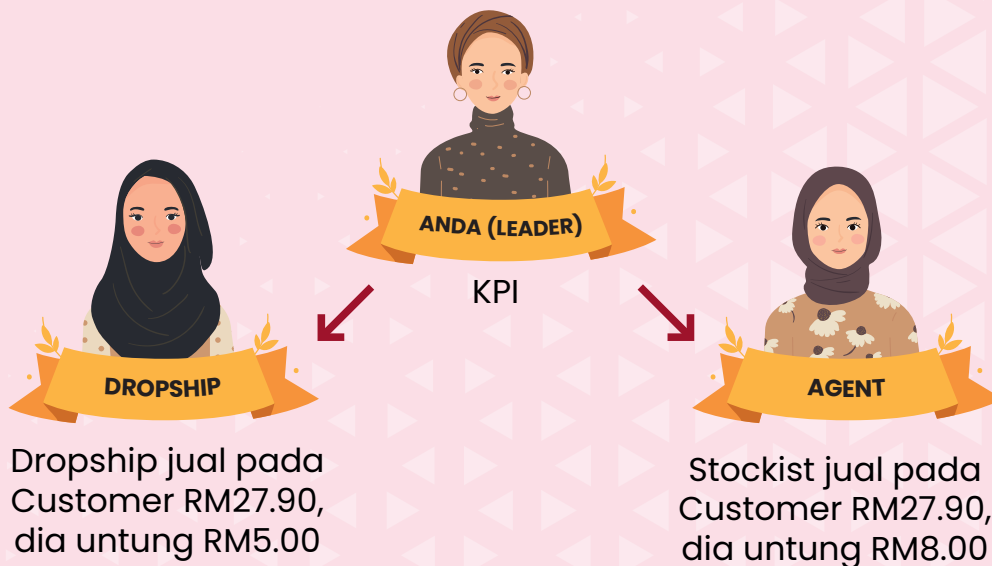 ANDA (LEADER)
KPI
DROPSHIP
Dropship jual pada
Customer RM27.90,
dia untung RM5.00
AGENT
Stockist jual pada
Customer RM27.90,
dia untung RM8.00